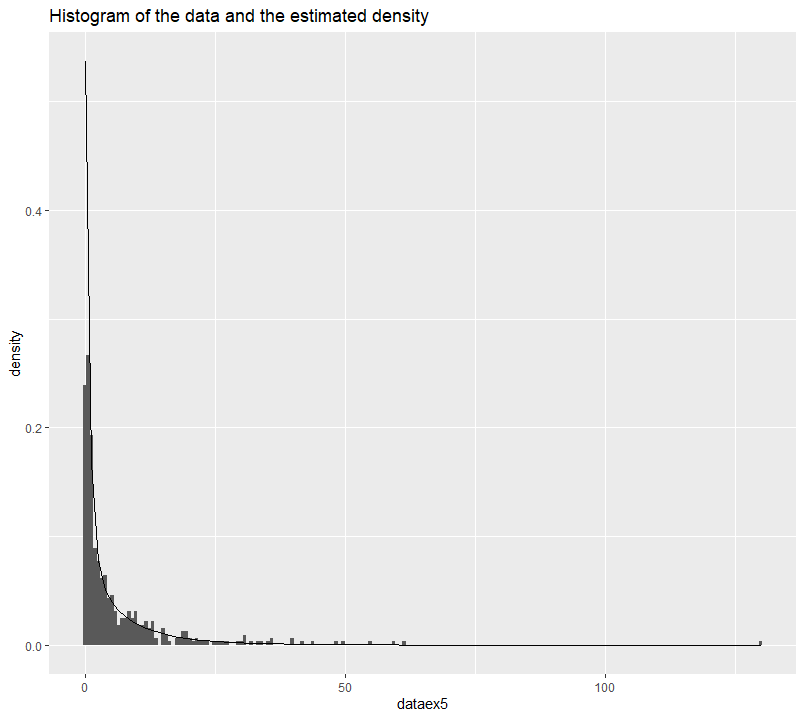 Histogram of the data and the estimated density
density
0.4
0.2
0.0
0
50
100
dataex5